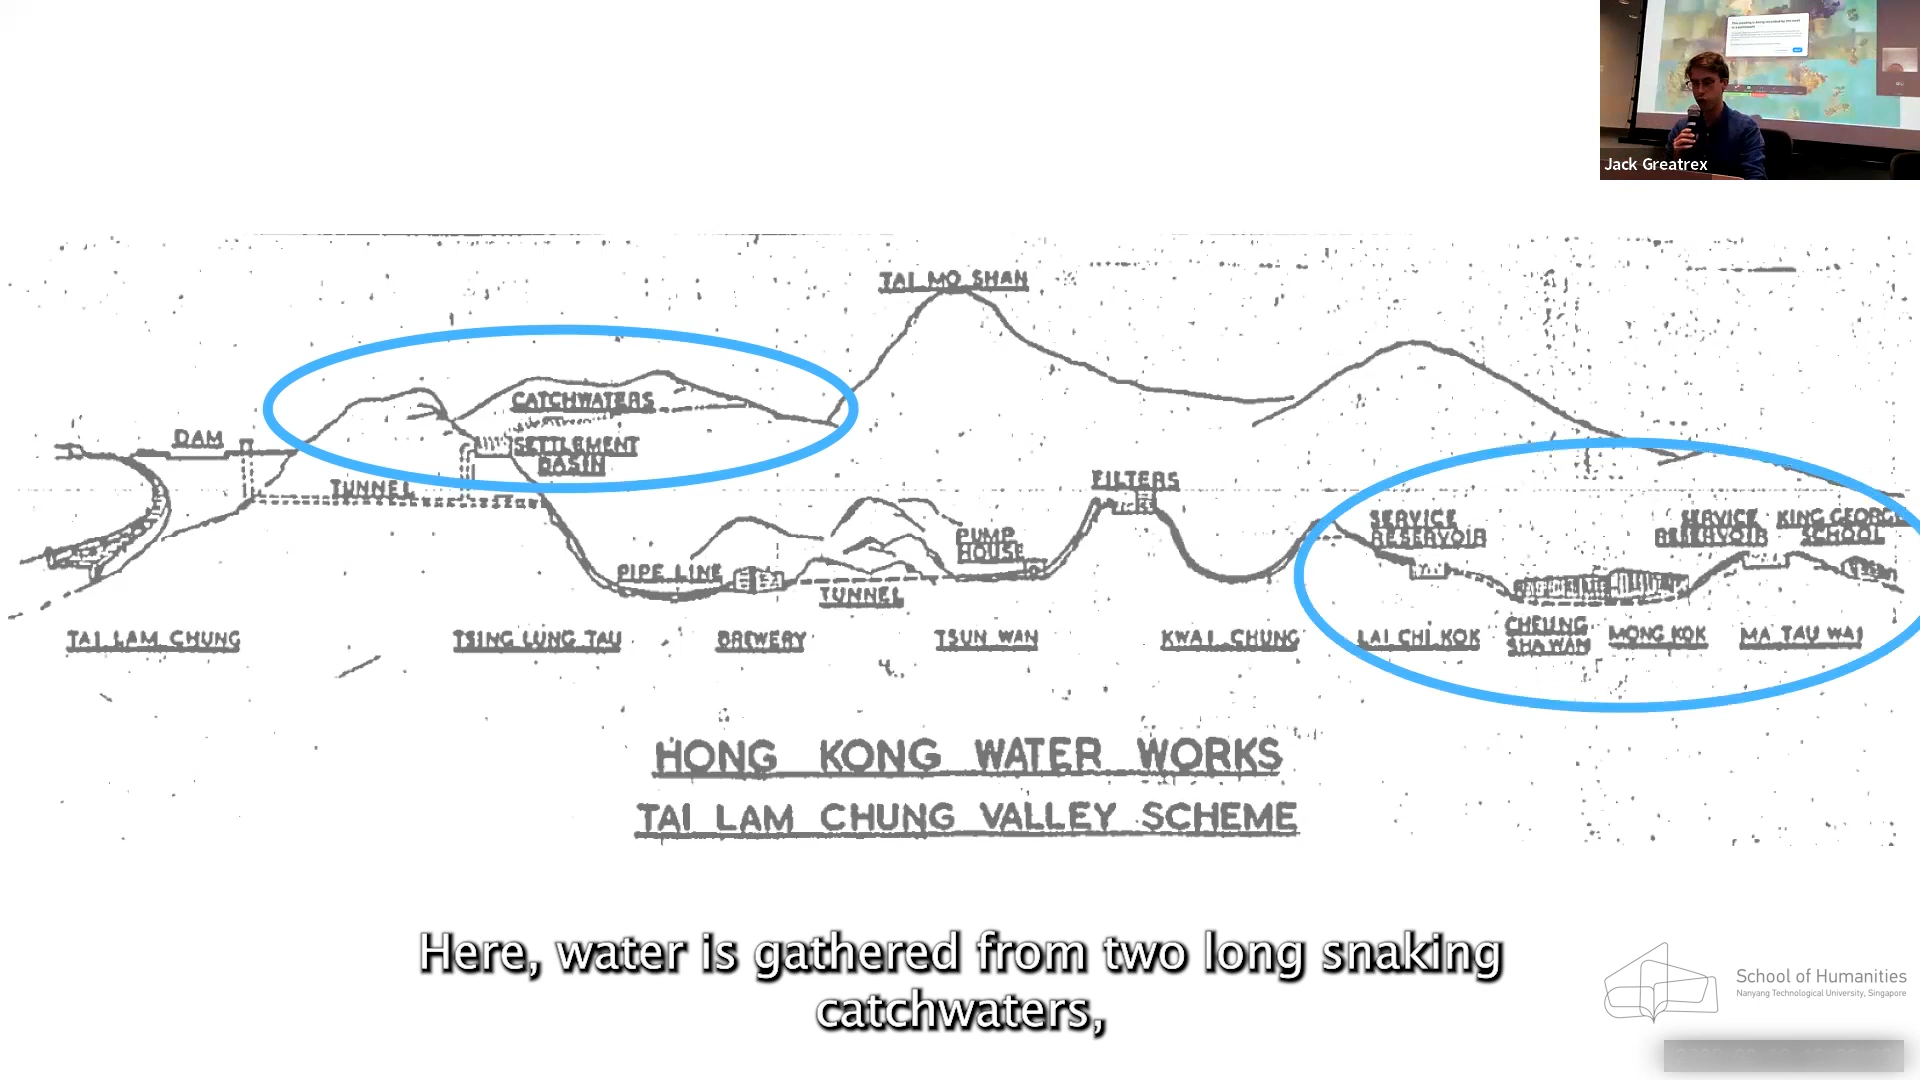 Jack Greatrex
TAI MO SHAN
CATCHWATERS
DAM
SETTLEMENT
BASIN
TUNNEL
FILTERS
SERVICE
RESERVOIR
SERVICE
RESERVOIR
KING GEORGE
SCHOOL
PUMP
HOUSE
PIPE LINE
TUNNEL
TAI LAM CHUNG
TSING LUNG TAU
BREWERY
TSUN WAN
KWAI CHUNG
LAI CHI KOK
CHEUNG
SHA WAN
MONG KOK
MA TAU WAI
HONG KONG WATER WORKS
TAI LAM CHUNG VALLEY SCHEME
Here, water is gathered from two long snaking
catchwaters,
School of Humanities
Nanyang Technological University, Singapore